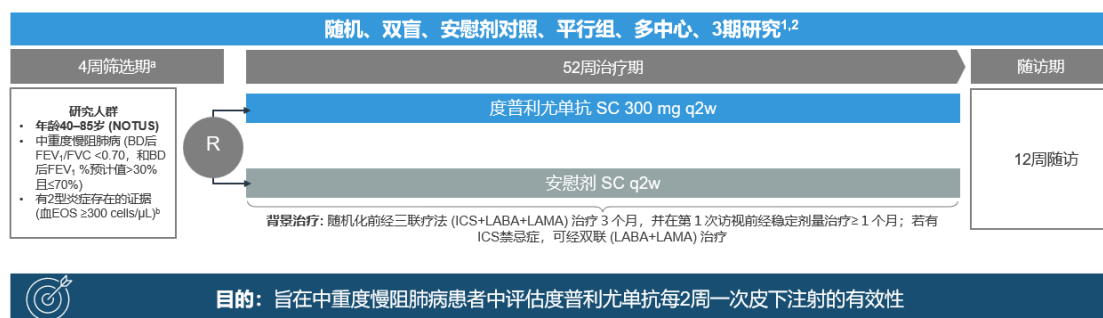 随机、双盲、安慰剂对照、平行组、多中心、3期研究1,2
4周筛选期a
52周治疗期
随访期
研究人群
• 年龄40–85岁 (NOTUS)
• 中重度慢阻肺病 (BD后
FEV₁/FVC <0.70，和BD
后FEV₁ %预计值>30%
且≤70%)
• 有2型炎症存在的证据
(血EOS ≥300 cells/μL)b
R
度普利尤单抗 SC 300 mg q2w
安慰剂 SC q2w
背景治疗: 随机化前经三联疗法 (ICS+LABA+LAMA) 治疗 3 个月，并在第 1 次访视前经稳定剂量治疗≥ 1 个月；若有
ICS禁忌症，可经双联 (LABA+LAMA) 治疗
12周随访
目的：旨在中重度慢阻肺病患者中评估度普利尤单抗每2周一次皮下注射的有效性